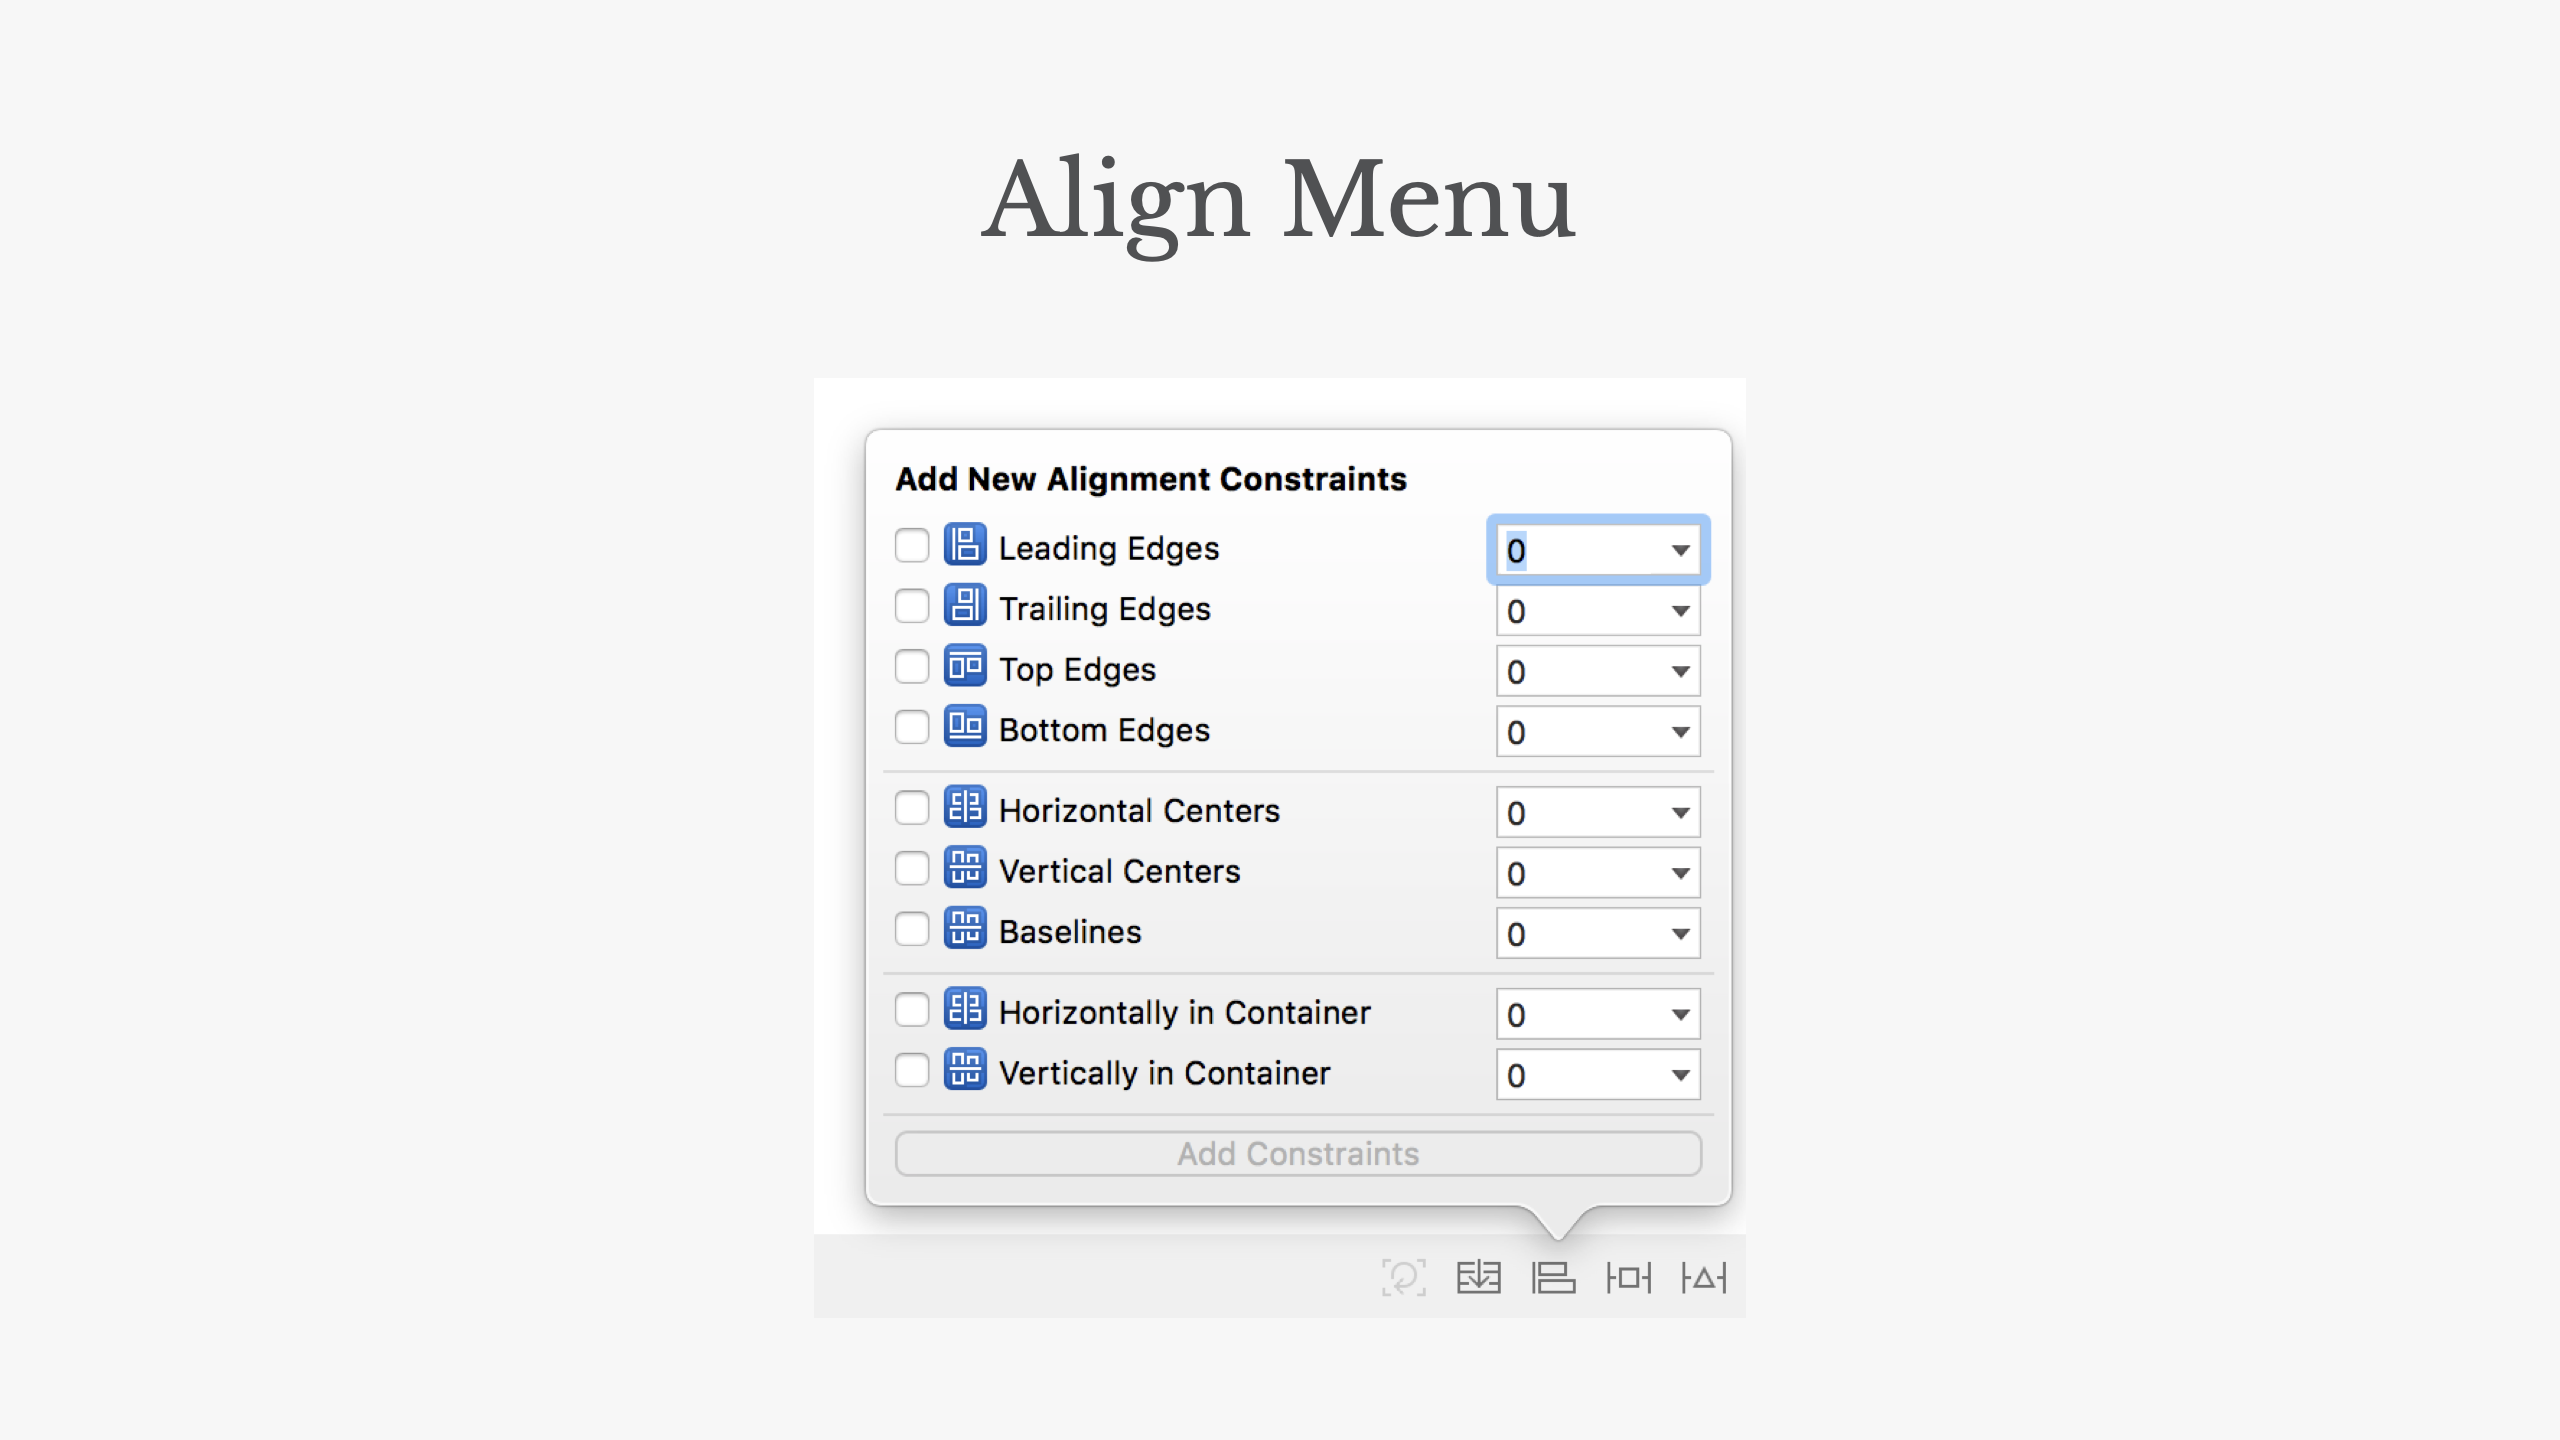 Align Menu
Add New Alignment Constraints
Leading Edges 0
Trailing Edges 0
Top Edges 0
Bottom Edges 0
Horizontal Centers 0
Vertical Centers 0
Baselines 0
Horizontally in Container 0
Vertically in Container 0
Add Constraints